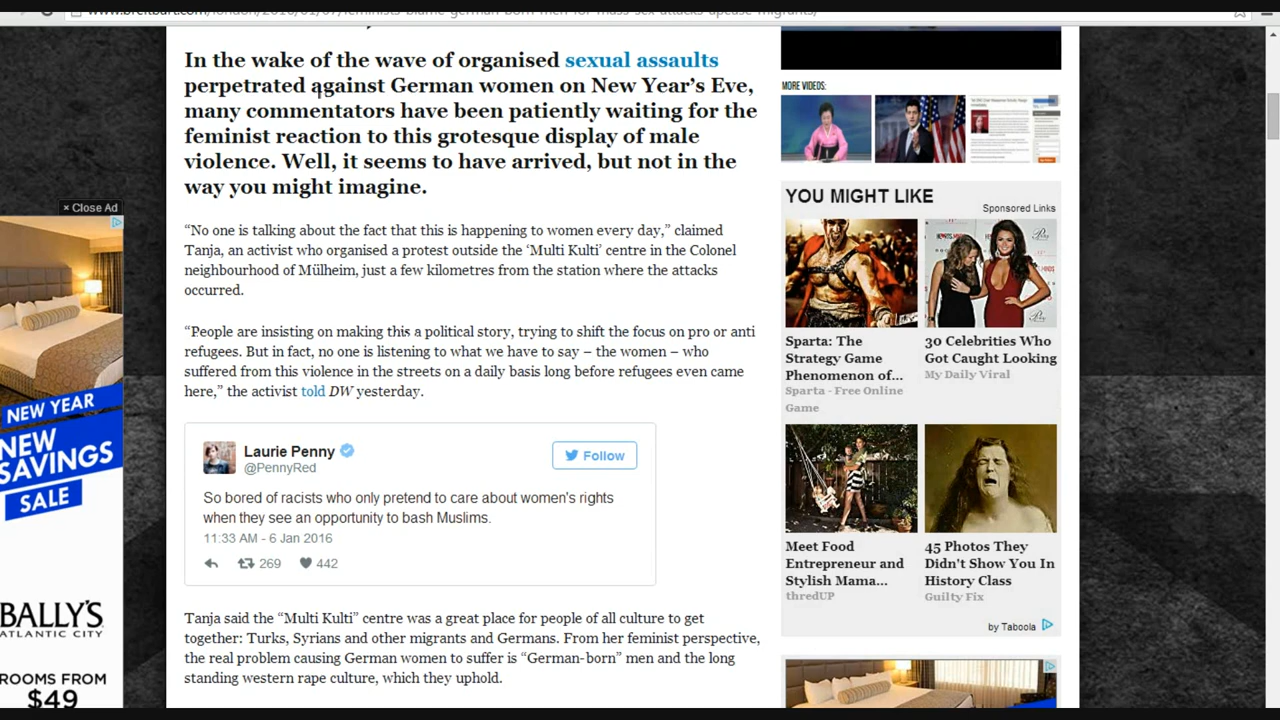 In the wake of the wave of organised sexual assaults
perpetrated against German women on New Year's Eve,
many commentators have been patiently waiting for the
feminist reaction to this grotesque display of male
violence. Well, it seems to have arrived, but not in the
way you might imagine.
“No one is talking about the fact that this is happening to women every day,” claimed
Tanja, an activist who organised a protest outside the ‘Multi Kulti’ centre in the Colonel
neighbourhood of Mülheim, just a few kilometres from the station where the attacks
occurred.
“People are insisting on making this a political story, trying to shift the focus on pro or anti
refugees. But in fact, no one is listening to what we have to say – the women – who
suffered from this violence in the streets on a daily basis long before refugees even came
here,” the activist told DW yesterday.
Laurie Penny
@PennyRed
Follow
So bored of racists who only pretend to care about women's rights
when they see an opportunity to bash Muslims.
11:33 AM - 6 Jan 2016
269 442
Tanja said the “Multi Kulti” centre was a great place for people of all culture to get
together: Turks, Syrians and other migrants and Germans. From her feminist perspective,
the real problem causing German women to suffer is “German-born” men and the long
standing western rape culture, which they uphold.
MORE VIDEOS:
YOU MIGHT LIKE
Sponsored Links
Sparta: The
Strategy Game
Phenomenon of...
Sparta - Free Online
Game
30 Celebrities Who
Got Caught Looking
My Daily Viral
Meet Food
Entrepreneur and
Stylish Mama...
thredUP
45 Photos They
Didn't Show You In
History Class
Guilty Fix
by Taboola
× Close Ad
NEW YEAR
NEW
SAVINGS
SALE
BALLY'S
ATLANTIC CITY
ROOMS FROM
$49